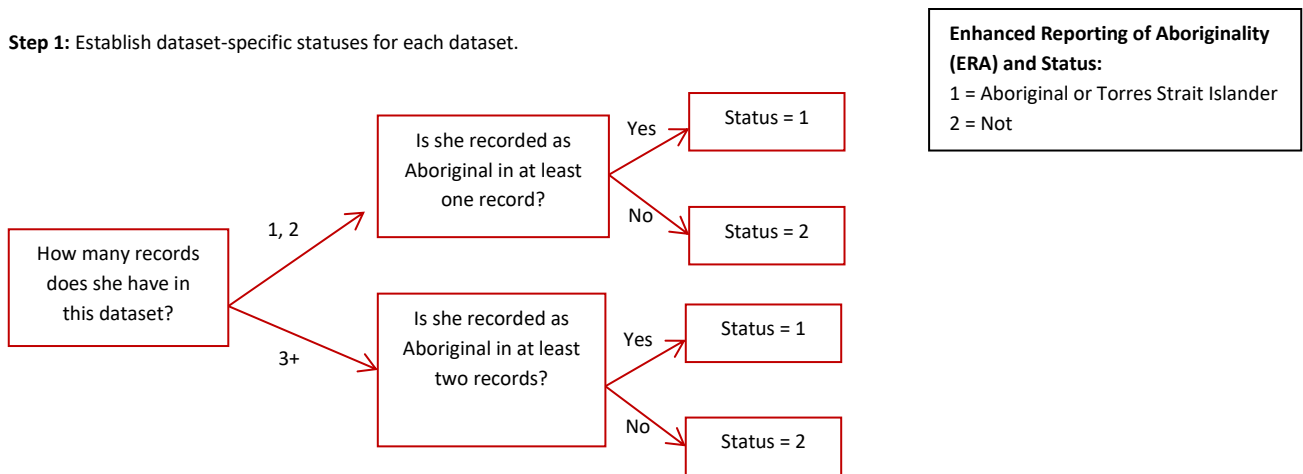 Step 1: Establish dataset-specific statuses for each dataset.
Enhanced Reporting of Aboriginality
(ERA) and Status:
1 = Aboriginal or Torres Strait Islander
2 = Not
How many records
does she have in
this dataset?
1, 2
Is she recorded as
Aboriginal in at least
one record?
Yes
Status = 1
No
Status = 2
3+
Is she recorded as
Aboriginal in at least
two records?
Yes
Status = 1
No
Status = 2